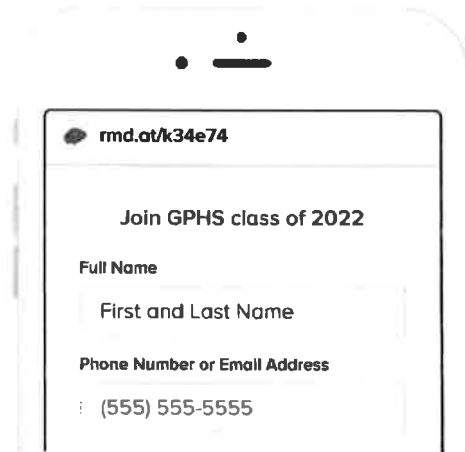 rmd.at/k34e74
Join GPHS class of 2022
Full Name
First and Last Name
Phone Number or Email Address
(555) 555-5555